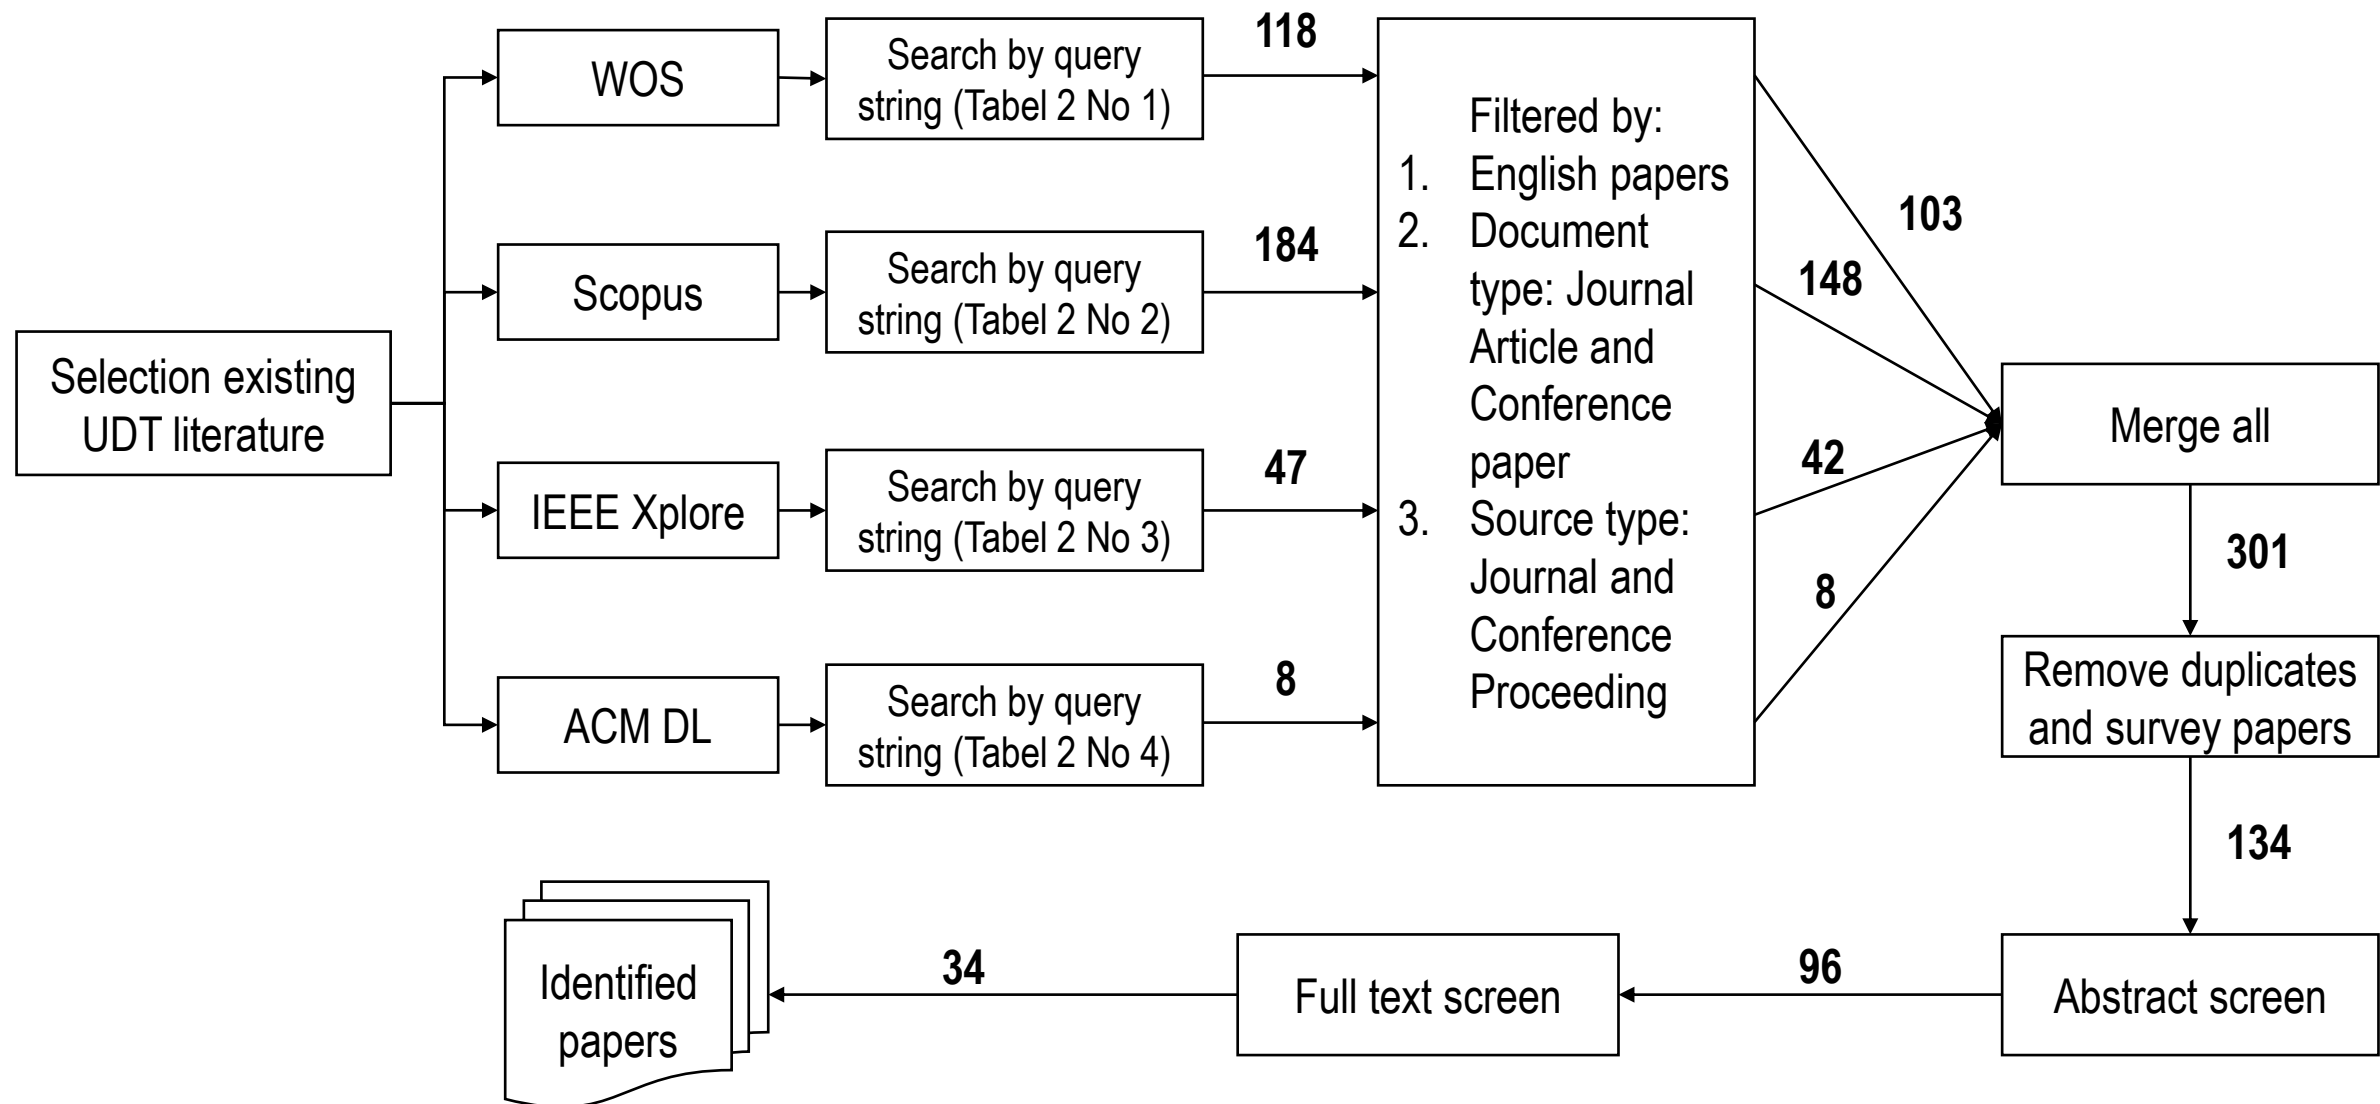 Selection existing
UDT literature
WOS
Search by query
string (Tabel 2 No 1)
118
Scopus
Search by query
string (Tabel 2 No 2)
184
IEEE Xplore
Search by query
string (Tabel 2 No 3)
47
ACM DL
Search by query
string (Tabel 2 No 4)
8
Filtered by:
1. English papers
2. Document
type: Journal
Article and
Conference
paper
3. Source type:
Journal and
Conference
Proceeding
103
148
42
8
Merge all
301
Remove duplicates
and survey papers
134
Abstract screen
96
Full text screen
34
Identified
papers